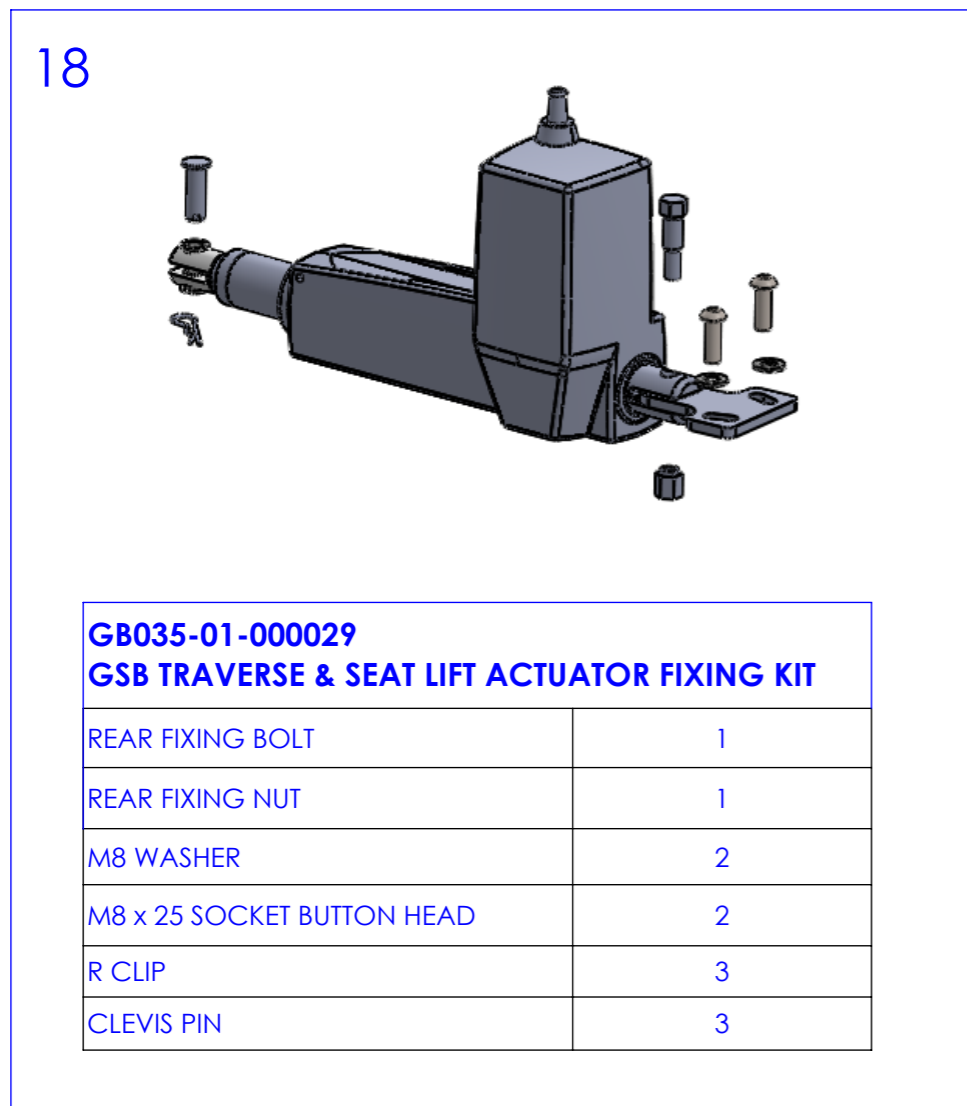 18
GB035-01-000029
GSB TRAVERSE & SEAT LIFT ACTUATOR FIXING KIT
REAR FIXING BOLT 1
REAR FIXING NUT 1
M8 WASHER 2
M8 x 25 SOCKET BUTTON HEAD 2
R CLIP 3
CLEVIS PIN 3